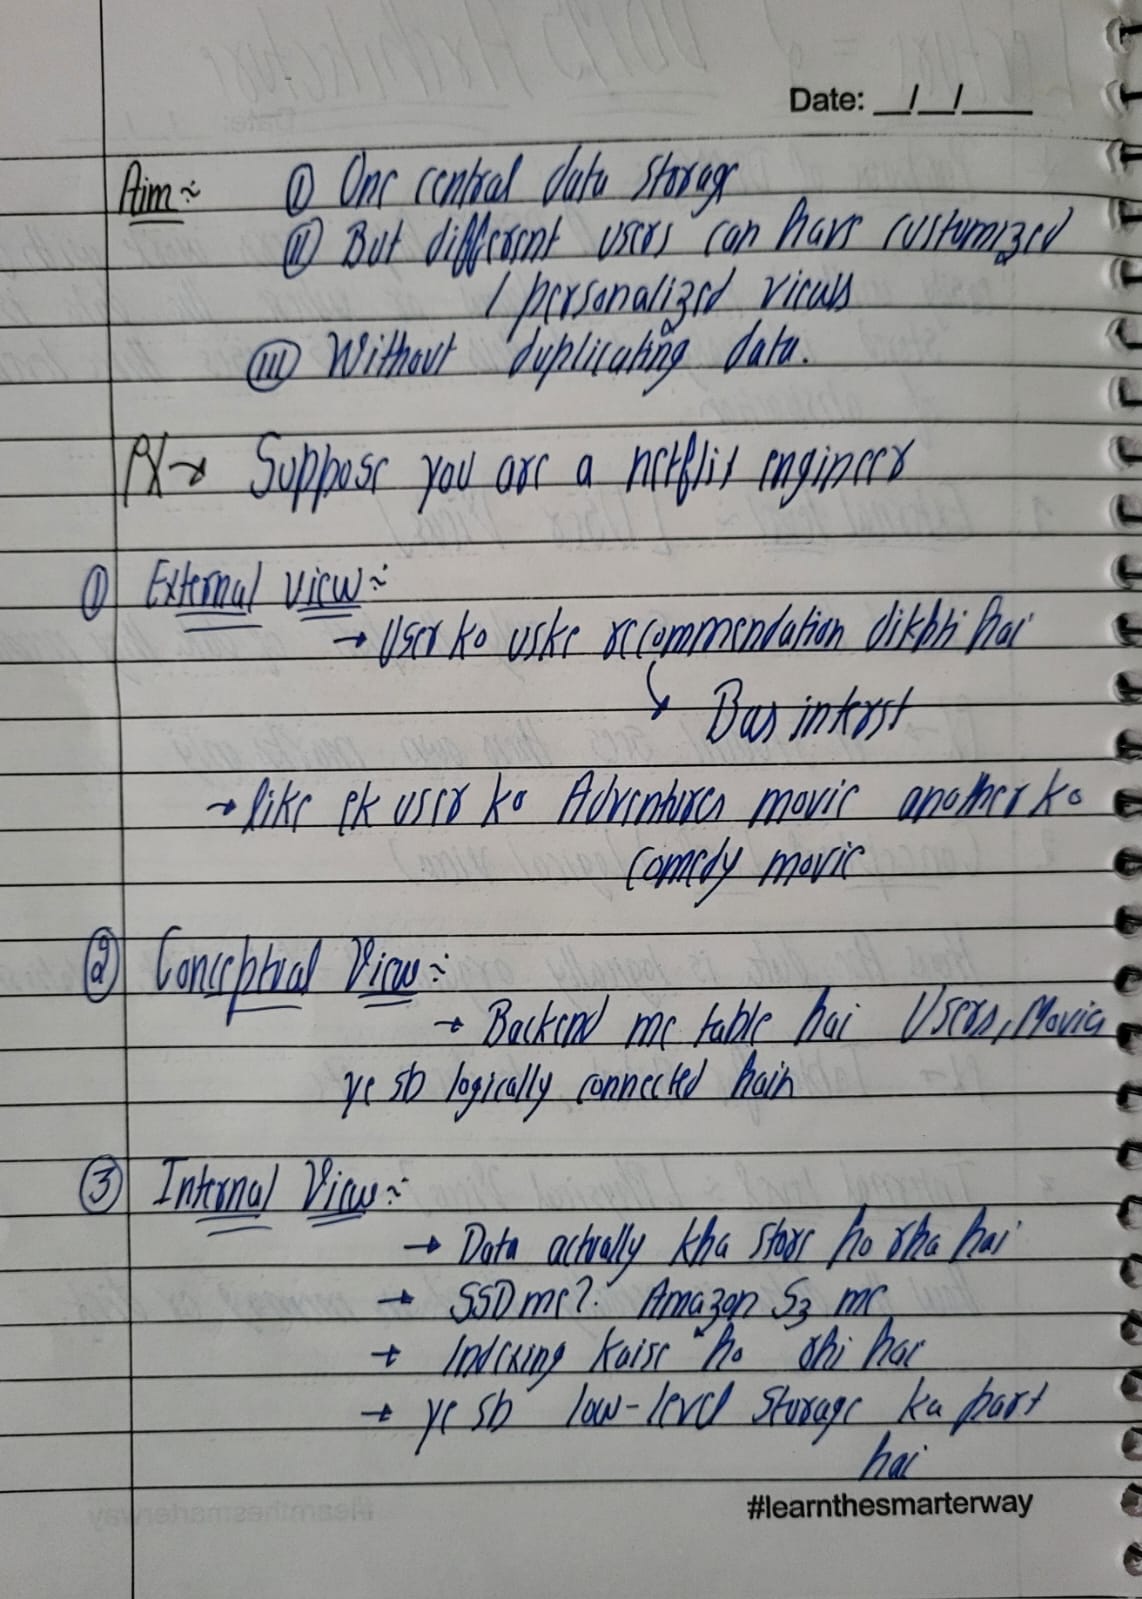 Date: __/__/____
Aim :- (i) One central data storage
(ii) But different users can have customized
/ personalized views
(iii) Without duplicating data.
EX → Suppose you are a netflix engineer
① External view :-
→ User ko uske recommendation dikhti hai
↳ Bas interst
→ like ek user ko Adventures movie another ko
comedy movie
② Conceptual View :-
→ Backend me table hai Users, Movies
ye sb logically connected hain
③ Internal View :-
→ Data actually kha store ho rha hai
→ SSD me? Amazon S3 me
→ Indexing kaise ho rhi hai
→ ye sb low-level storage ka part
hai
#learnthesmarterway